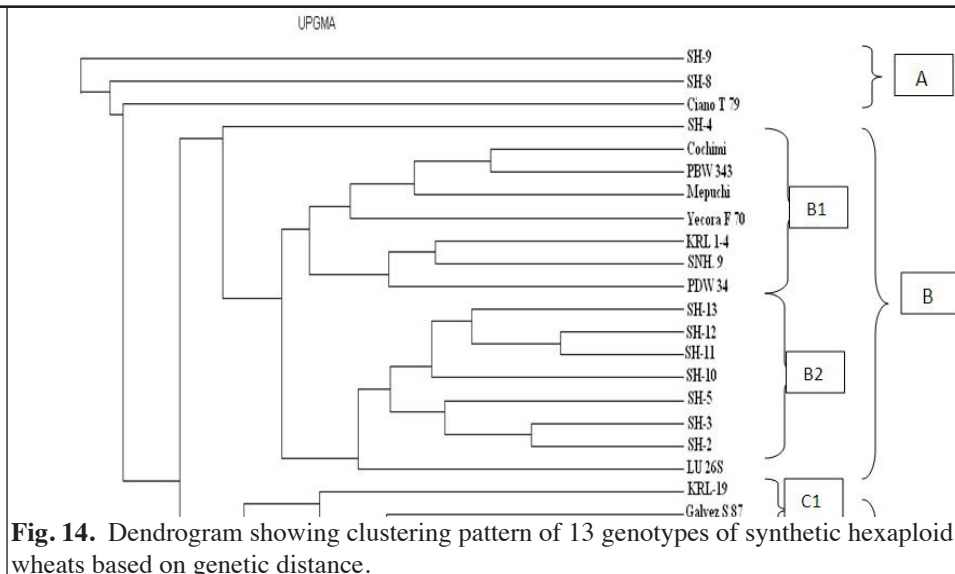 UPGMA
SH-9
SH-8
A
Ciano T 79
SH-4
Cochimi
PBW 343
Mepuchi
B1
Yecora F 70
KRL 1-4
SNH. 9
PDW 34
B
SH-13
SH-12
SH-11
B2
SH-10
SH-5
SH-3
SH-2
LU 26S
KRL-19
C1
Galvez S 87
Fig. 14. Dendrogram showing clustering pattern of 13 genotypes of synthetic hexaploid
wheats based on genetic distance.